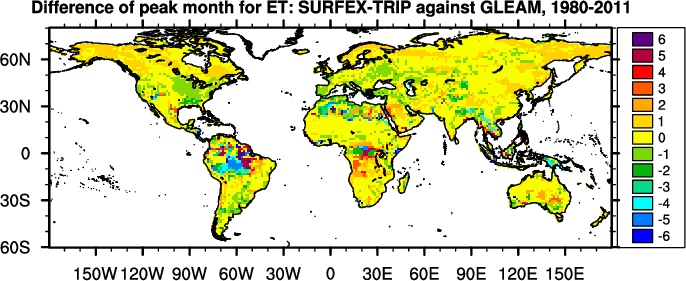 Difference of peak month for ET: SURFEX-TRIP against GLEAM, 1980-2011
60N
30N
0
30S
60S
150W 120W 90W 60W 30W 0 30E 60E 90E 120E 150E
6
5
4
3
2
1
0
-1
-2
-3
-4
-5
-6